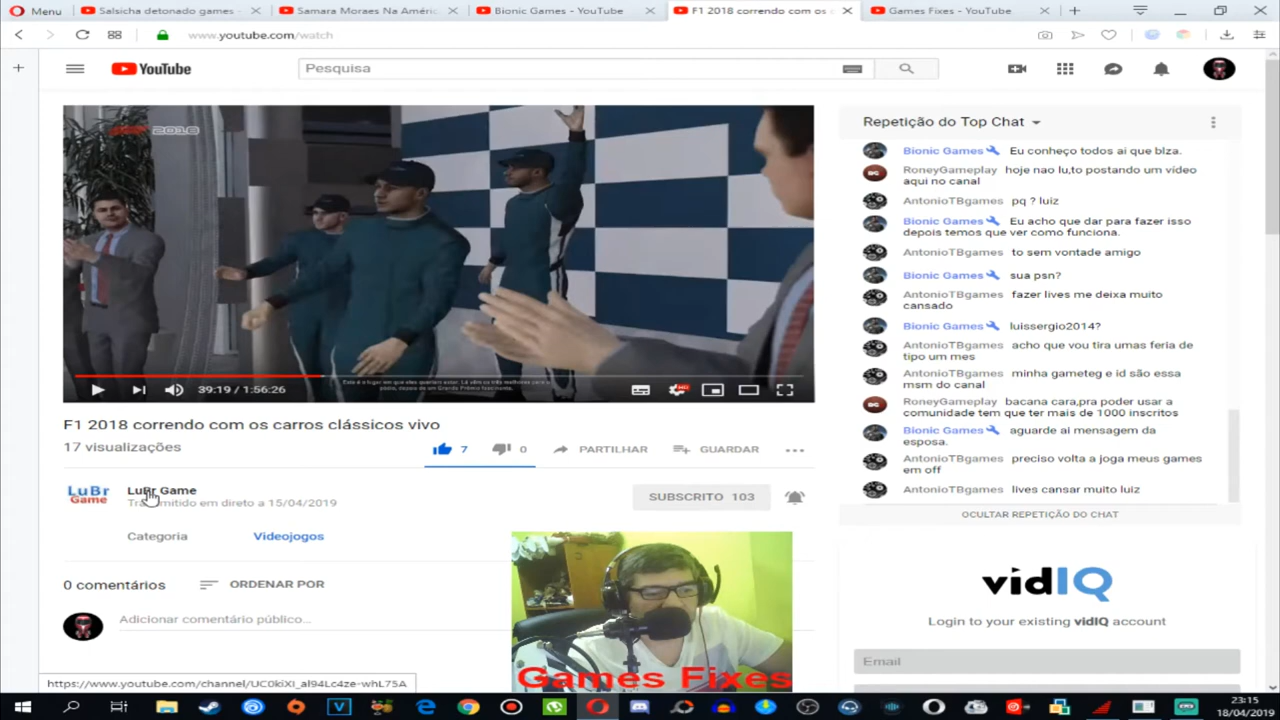 Menu
Salsicha detonado games -
Samara Moraes Na Améri
Bionic Games - YouTube
F1 2018 correndo com os
Games Fixes - YouTube
www.youtube.com/watch
YouTube
Pesquisa
2018
39:19 / 1:56:26
HD
F1 2018 correndo com os carros clássicos vivo
17 visualizações
7
0
PARTILHAR
GUARDAR
LuBr Game
LuBr Game
Transmitido em direto a 15/04/2019
SUBSCRITO 103
Categoria
Videojogos
0 comentários
ORDENAR POR
Adicionar comentário público...
Games Fixes
https://www.youtube.com/channel/UC0kiXI_al94Lc4ze-whL75A
Repetição do Top Chat
Bionic Games Eu conheço todos ai que blza.
RoneyGameplay hoje nao lu,to postando um vídeo
aqui no canal
AntonioTBgames pq ? luiz
Bionic Games Eu acho que dar para fazer isso
depois temos que ver como funciona.
AntonioTBgames to sem vontade amigo
Bionic Games sua psn?
AntonioTBgames fazer lives me deixa muito
cansado
Bionic Games luissergio2014?
AntonioTBgames acho que vou tira umas feria de
tipo um mes
AntonioTBgames minha gameteg e id são essa
msm do canal
RoneyGameplay bacana cara,pra poder usar a
comunidade tem que ter mais de 1000 inscritos
Bionic Games aguarde ai mensagem da
esposa.
AntonioTBgames preciso volta a joga meus games
em off
AntonioTBgames lives cansar muito luiz
OCULTAR REPETIÇÃO DO CHAT
vidIQ
Login to your existing vidIQ account
Email
23:15
18/04/2019